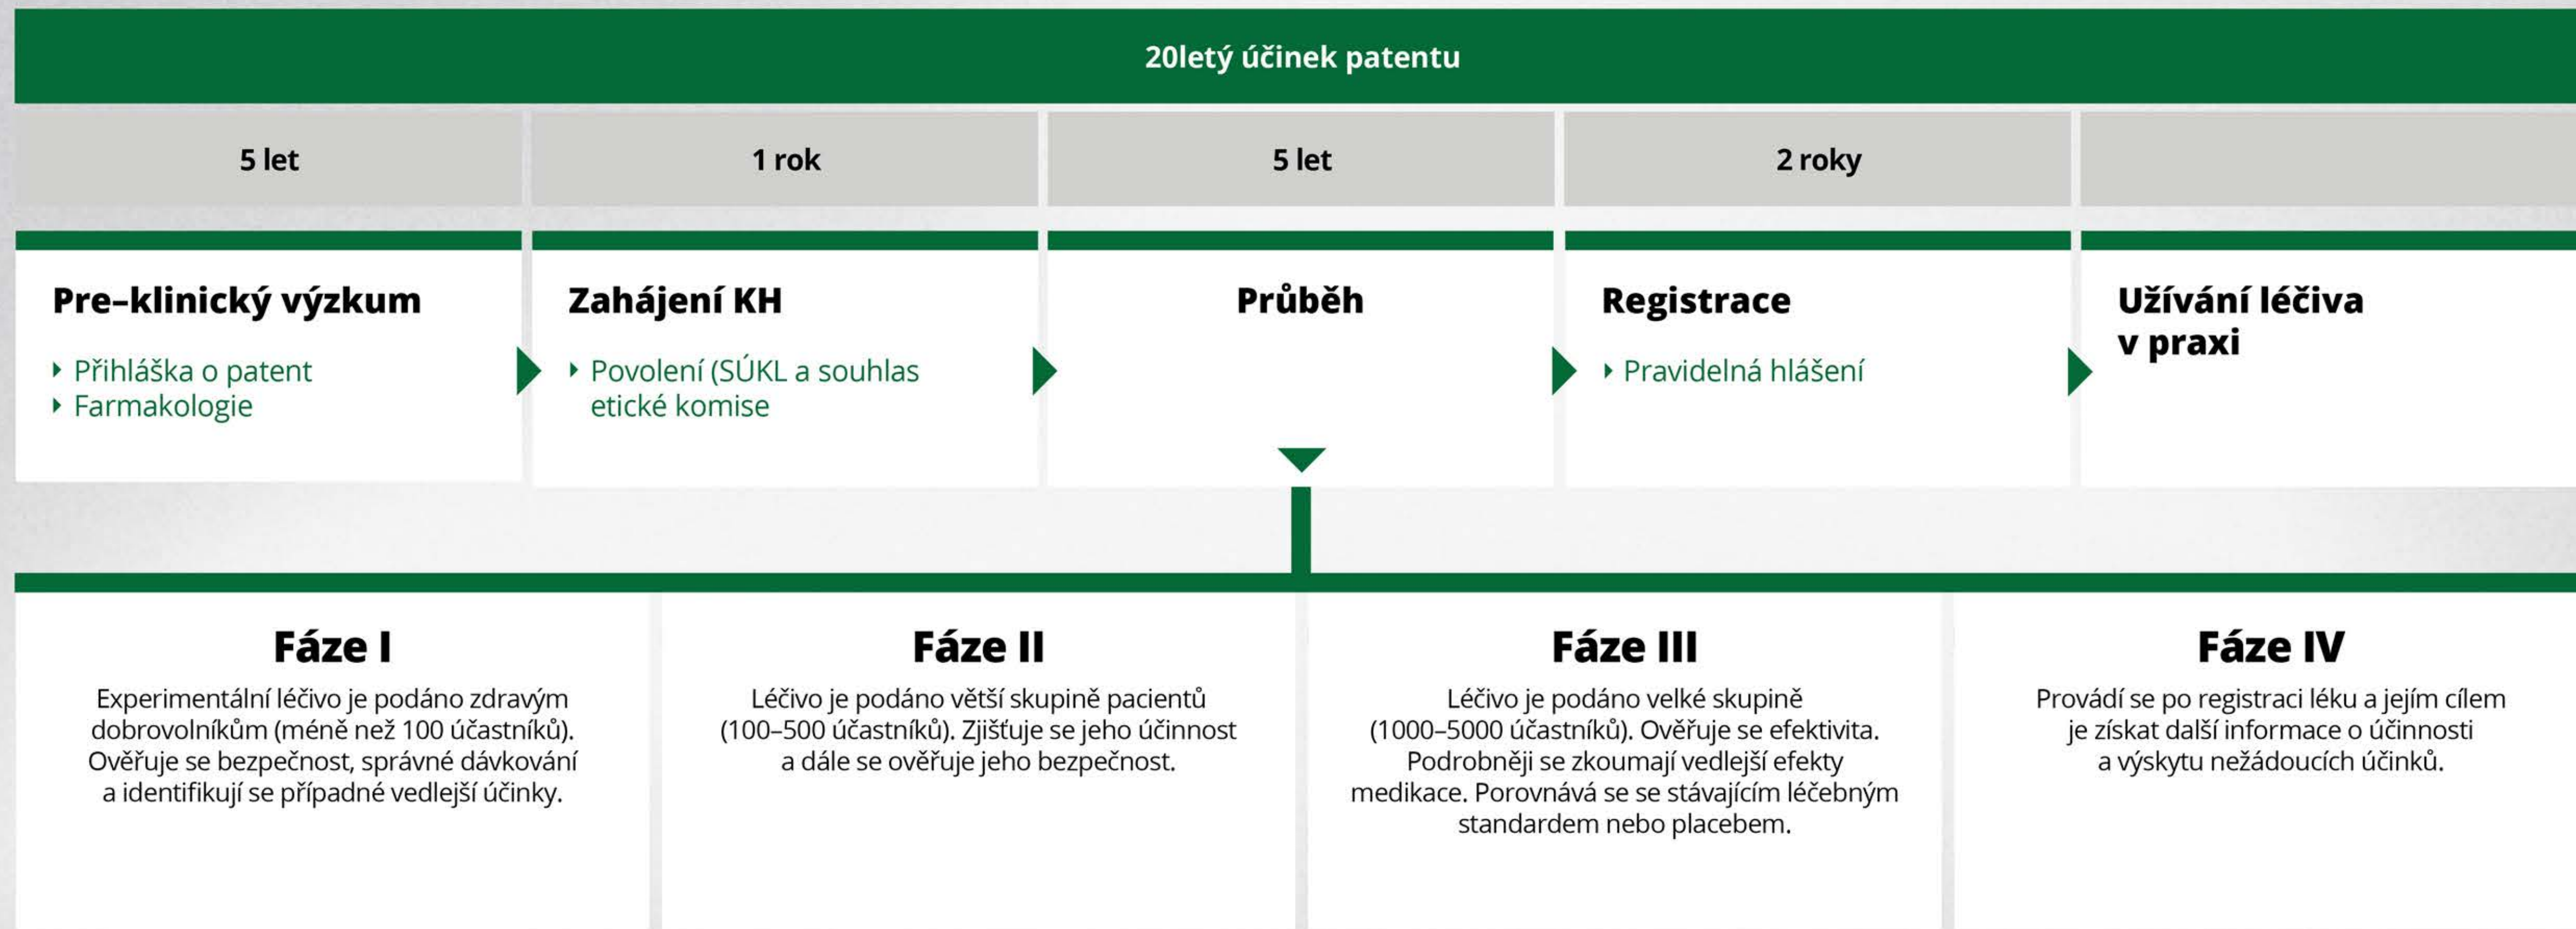 20letý účinek patentu
5 let
1 rok
5 let
2 roky
Pre–klinický výzkum
Přihláška o patent
Farmakologie
Zahájení KH
Povolení (SÚKL a souhlas
etické komise
Průběh
Registrace
Pravidelná hlášení
Užívání léčiva
v praxi
Fáze I
Experimentální léčivo je podáno zdravým
dobrovolníkům (méně než 100 účastníků).
Ověřuje se bezpečnost, správné dávkování
a identifikují se případné vedlejší účinky.
Fáze II
Léčivo je podáno větší skupině pacientů
(100–500 účastníků). Zjišťuje se jeho účinnost
a dále se ověřuje jeho bezpečnost.
Fáze III
Léčivo je podáno velké skupině
(1000–5000 účastníků). Ověřuje se efektivita.
Podrobněji se zkoumají vedlejší efekty
medikace. Porovnává se se stávajícím léčebným
standardem nebo placebem.
Fáze IV
Provádí se po registraci léku a jejím cílem
je získat další informace o účinnosti
a výskytu nežádoucích účinků.